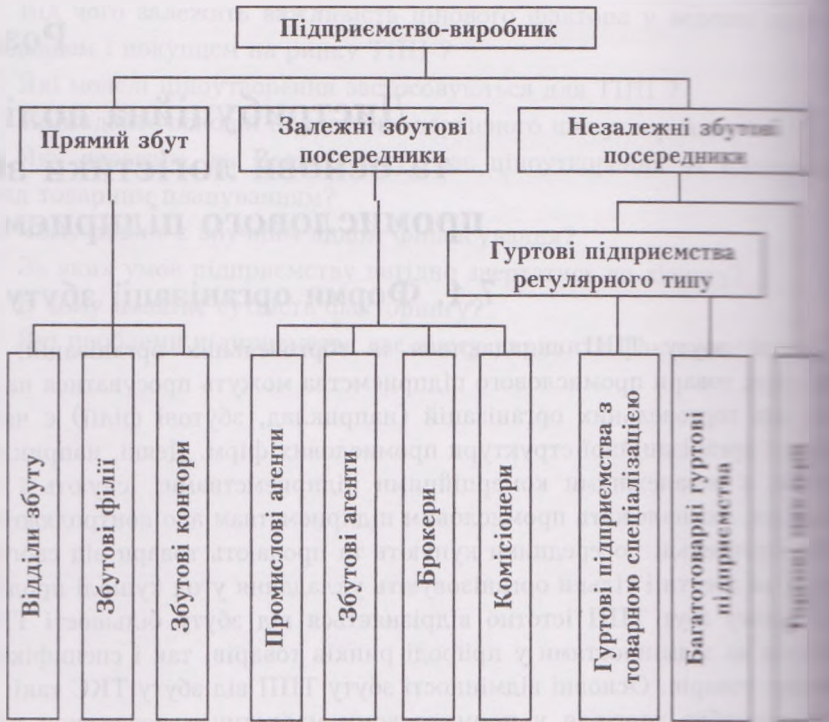 Підприємство-виробник
Прямий збут
Залежні збутові
посередники
Незалежні збутові
посередники
Гуртові підприємства
регулярного типу
Відділи збуту
Збутові філії
Збутові контори
Промислові агенти
Збутові агенти
Брокери
Комісіонери
Гуртові підприємства з
товарною спецалізацією
Багатотоварні гуртові
підприємства